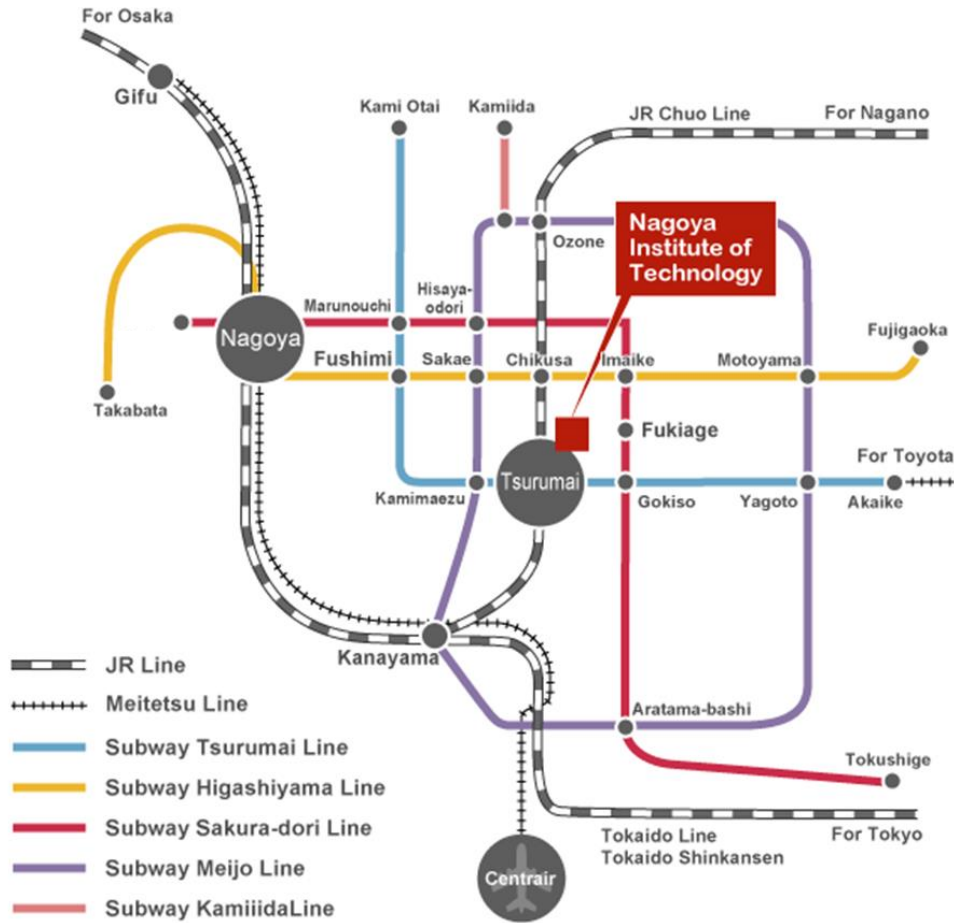 For Osaka
Gifu
Kami Otai
Kamiida
JR Chuo Line
For Nagano
Ozone
Nagoya
Institute of
Technology
Marunouchi
Hisaya-
odori
Nagoya
Fushimi
Sakae
Chikusa
Imaike
Motoyama
Fujigaoka
Takabata
Fukiage
For Toyota
Tsurumai
Kamimaezu
Gokiso
Yagoto
Akaike
Kanayama
JR Line
Meitetsu Line
Subway Tsurumai Line
Subway Higashiyama Line
Subway Sakura-dori Line
Subway Meijo Line
Subway KamiiidaLine
Aratama-bashi
Tokushige
Tokaido Line
Tokaido Shinkansen
For Tokyo
Centrair